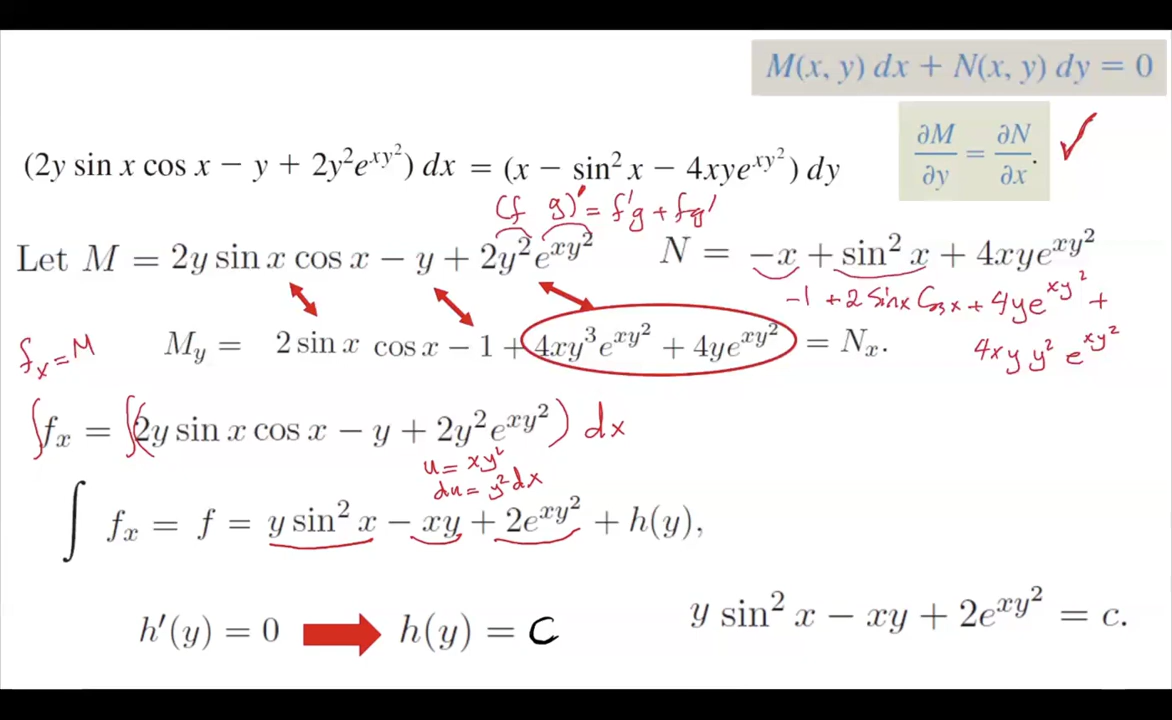 M(x, y) dx + N(x, y) dy = 0
∂M/∂y = ∂N/∂x. ✓
(2y sin x cos x − y + 2y²e^{xy²}) dx = (x − sin² x − 4xye^{xy²}) dy
(f g)' = f'g + fg'
Let M = 2y sin x cos x − y + 2y²e^{xy²} N = −x + sin² x + 4xye^{xy²}
−1 + 2 Sinx Cosx + 4ye^{xy²} +
4xy y² e^{xy²}
f_x = M
M_y = 2 sin x cos x − 1 + 4xy³e^{xy²} + 4ye^{xy²} = N_x.
∫f_x = ∫(2y sin x cos x − y + 2y²e^{xy²}) dx
u = xy²
du = y²dx
∫ f_x = f = y sin² x − xy + 2e^{xy²} + h(y),
h'(y) = 0 h(y) = C
y sin² x − xy + 2e^{xy²} = c.